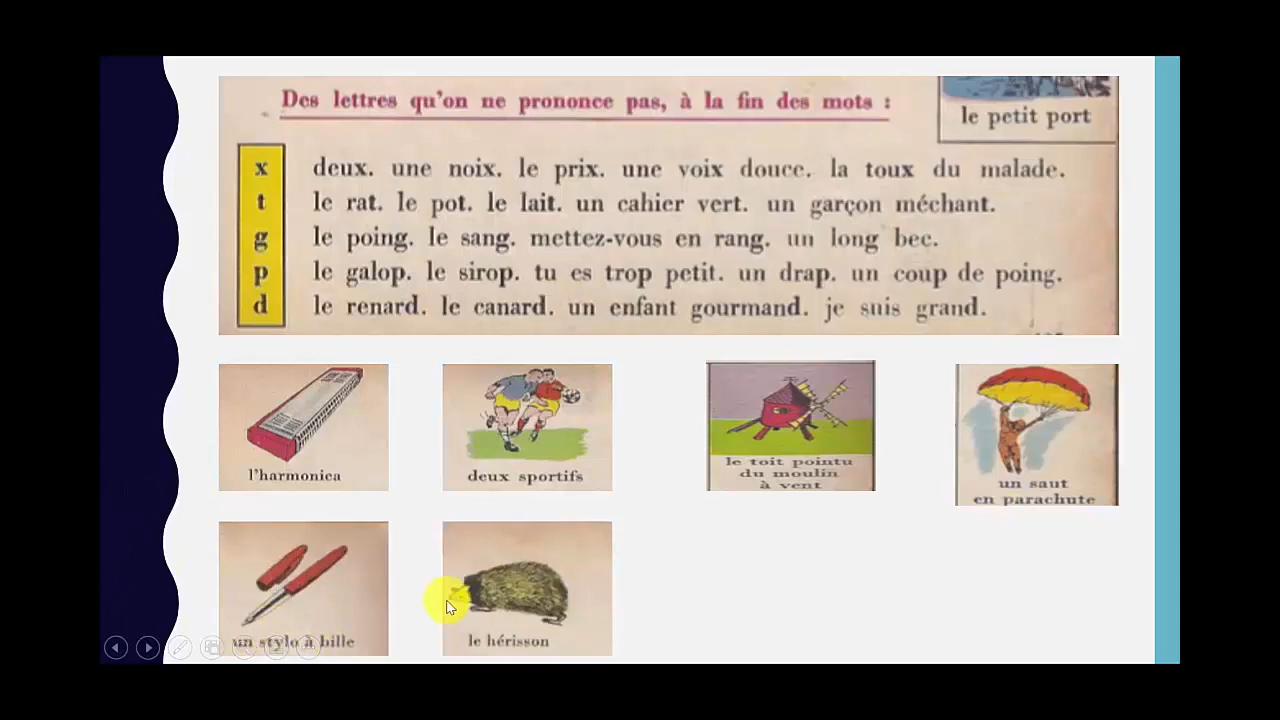 Des lettres qu'on ne prononce pas, à la fin des mots :
le petit port
x deux. une noix. le prix. une voix douce. la toux du malade.
t le rat. le pot. le lait. un cahier vert. un garçon méchant.
g le poing. le sang. mettez-vous en rang. un long bec.
p le galop. le sirop. tu es trop petit. un drap. un coup de poing.
d le renard. le canard. un enfant gourmand. je suis grand.
l'harmonica
deux sportifs
le toit pointu
du moulin
à vent
un saut
en parachute
un stylo à bille
le hérisson